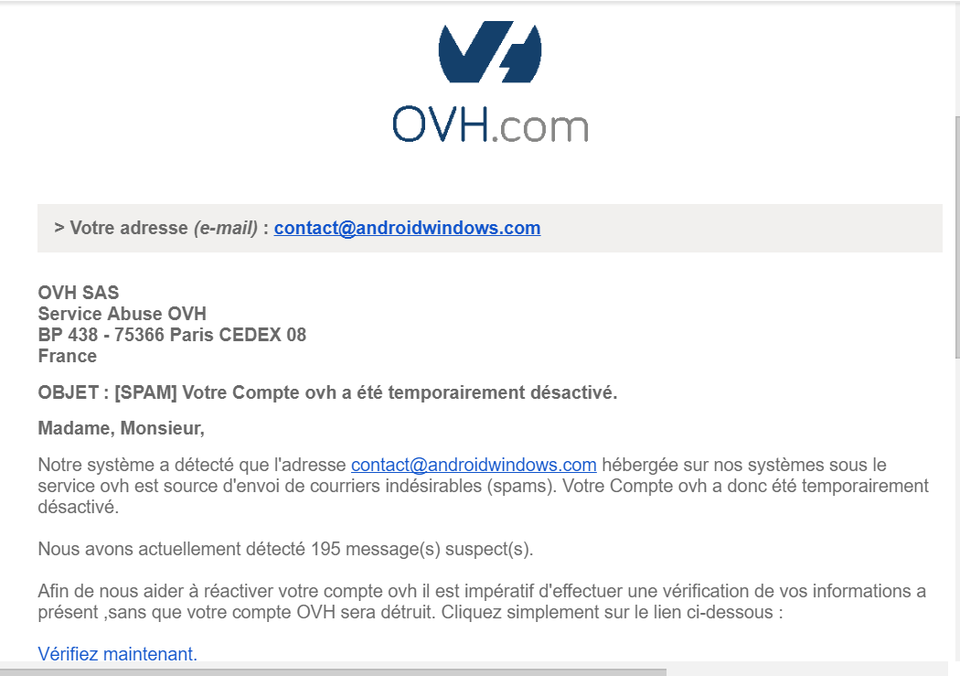 OVH.com
> Votre adresse (e-mail) : contact@androidwindows.com
OVH SAS
Service Abuse OVH
BP 438 - 75366 Paris CEDEX 08
France
OBJET : [SPAM] Votre Compte ovh a été temporairement désactivé.
Madame, Monsieur,
Notre système a détecté que l'adresse contact@androidwindows.com hébergée sur nos systèmes sous le
service ovh est source d'envoi de courriers indésirables (spams). Votre Compte ovh a donc été temporairement
désactivé.
Nous avons actuellement détecté 195 message(s) suspect(s).
Afin de nous aider à réactiver votre compte ovh il est impératif d'effectuer une vérification de vos informations a
présent ,sans que votre compte OVH sera détruit. Cliquez simplement sur le lien ci-dessous :
Vérifiez maintenant.